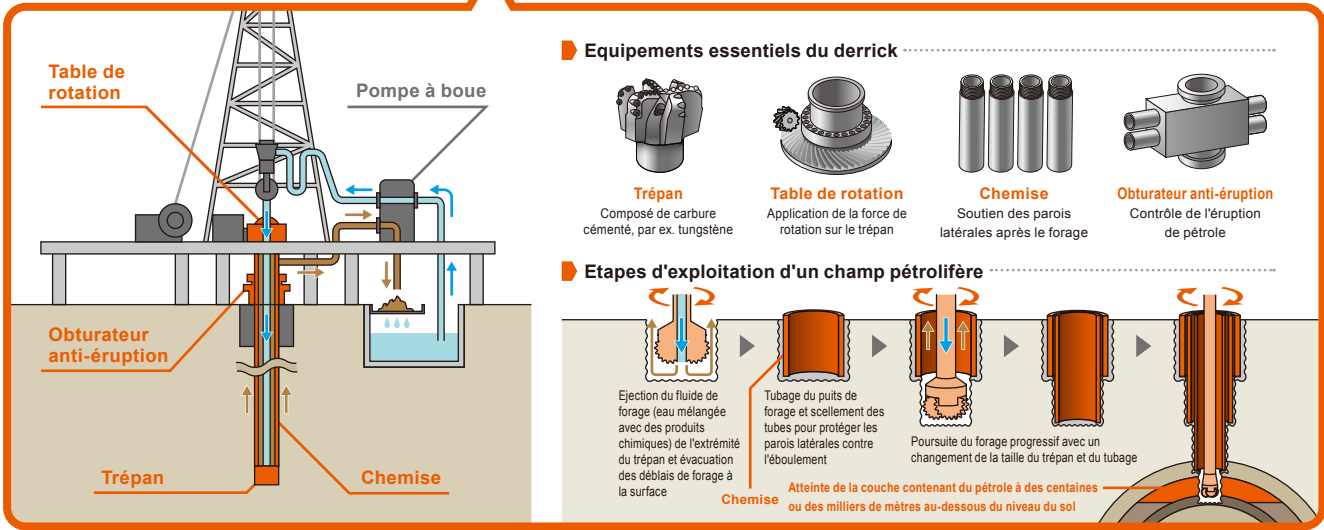 Table de
rotation
Pompe à boue
Obturateur
anti-éruption
Trépan
Chemise
Equipements essentiels du derrick
Trépan
Composé de carbure
cémenté, par ex. tungstène
Table de rotation
Application de la force de
rotation sur le trépan
Chemise
Soutien des parois
latérales après le forage
Obturateur anti-éruption
Contrôle de l'éruption
de pétrole
Etapes d'exploitation d'un champ pétrolifère
Ejection du fluide de
forage (eau mélangée
avec des produits
chimiques) de l'extrémité
du trépan et évacuation
des déblais de forage à
la surface
Tubage du puits de
forage et scellement des
tubes pour protéger les
parois latérales contre
l'éboulement
Chemise
Poursuite du forage progressif avec un
changement de la taille du trépan et du tubage
Atteinte de la couche contenant du pétrole à des centaines
ou des milliers de mètres au-dessous du niveau du sol